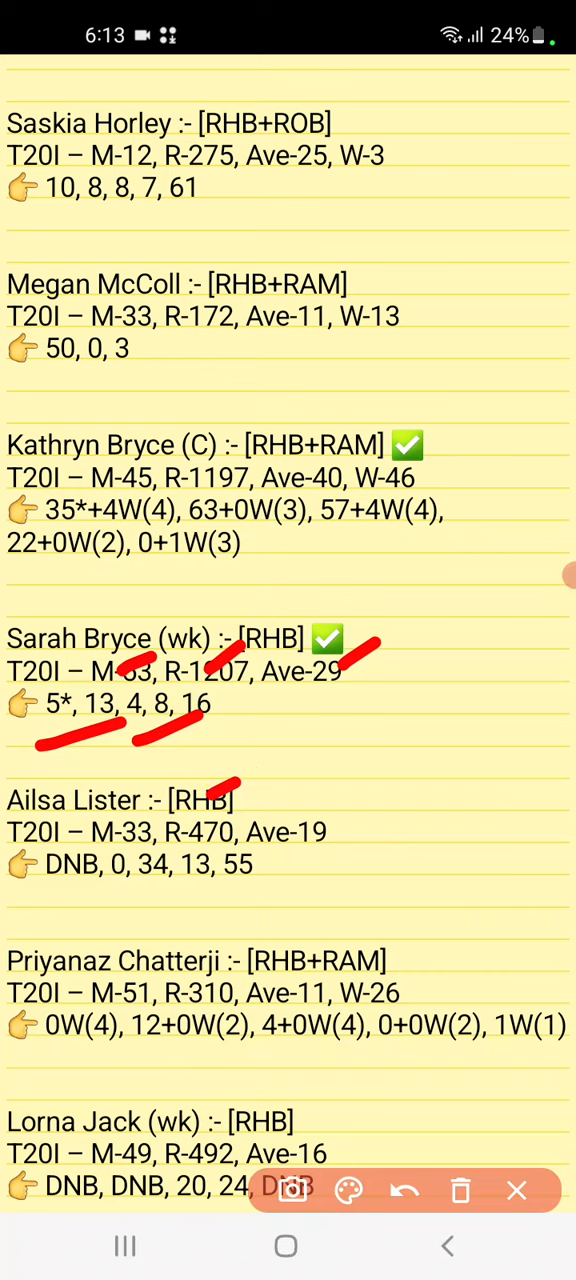 6:13 24%
Saskia Horley :- [RHB+ROB]
T20I – M-12, R-275, Ave-25, W-3
👉 10, 8, 8, 7, 61
Megan McColl :- [RHB+RAM]
T20I – M-33, R-172, Ave-11, W-13
👉 50, 0, 3
Kathryn Bryce (C) :- [RHB+RAM] ✅
T20I – M-45, R-1197, Ave-40, W-46
👉 35*+4W(4), 63+0W(3), 57+4W(4),
22+0W(2), 0+1W(3)
Sarah Bryce (wk) :- [RHB] ✅
T20I – M-63, R-1207, Ave-29
👉 5*, 13, 4, 8, 16
Ailsa Lister :- [RHB]
T20I – M-33, R-470, Ave-19
👉 DNB, 0, 34, 13, 55
Priyanaz Chatterji :- [RHB+RAM]
T20I – M-51, R-310, Ave-11, W-26
👉 0W(4), 12+0W(2), 4+0W(4), 0+0W(2), 1W(1)
Lorna Jack (wk) :- [RHB]
T20I – M-49, R-492, Ave-16
👉 DNB, DNB, 20, 24, DNB